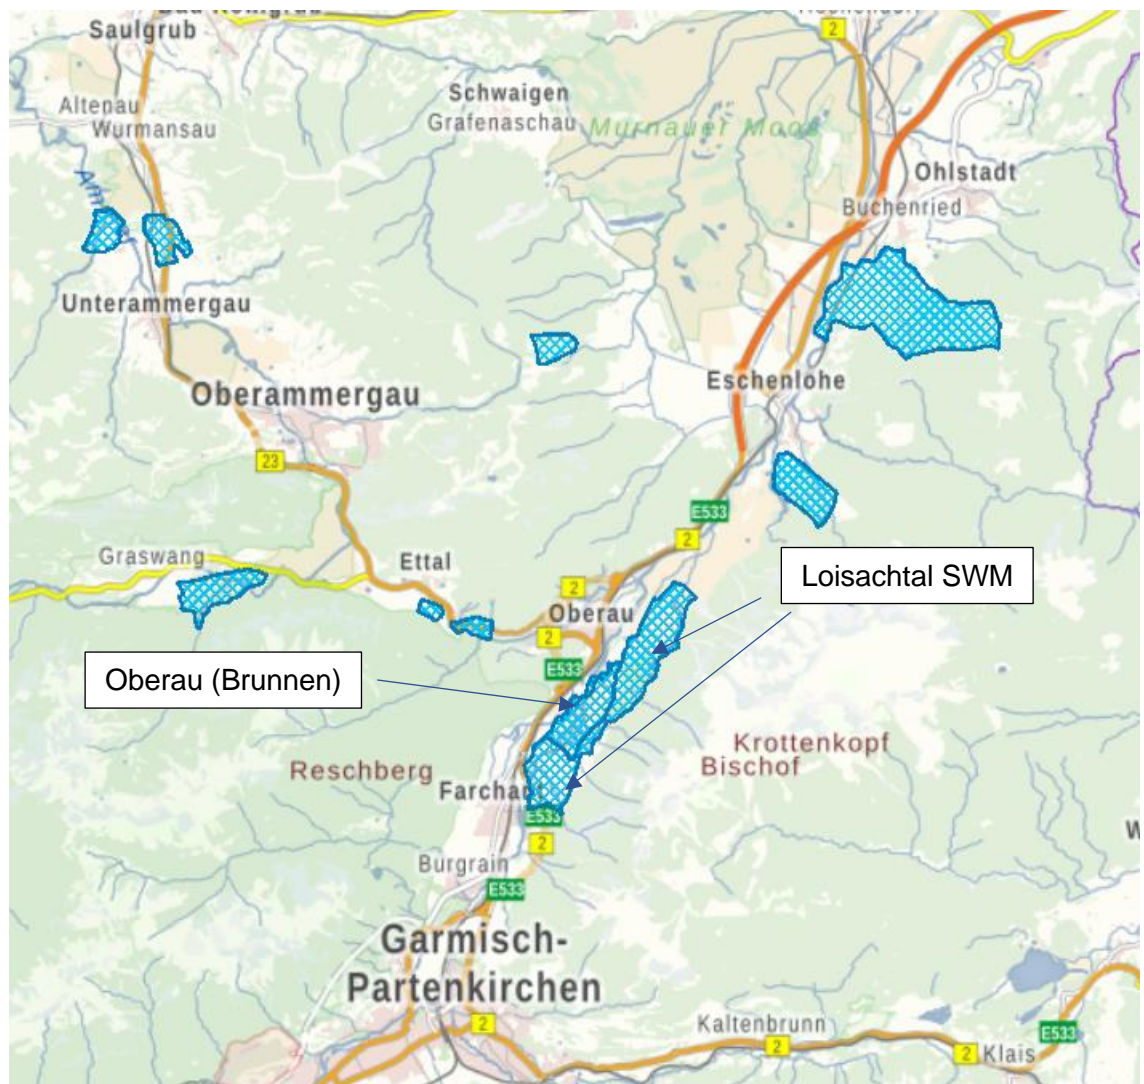 Saulgrub
2
Altenau
Wurmansau
Schwaigen
Grafenaschau
Murnauer Moos
Ohlstadt
Buchenried
Unterammergau
Eschenlohe
Oberammergau
23
E533
2
Graswang
Ettal
2
Oberau
2
E533
Loisachtal SWM
Oberau (Brunnen)
Krottenkopf
Bischof
Reschberg
Farchant
E533
2
Burgrain
E533
Garmisch-
Partenkirchen
2
Kaltenbrunn
2
E533
2
Klais